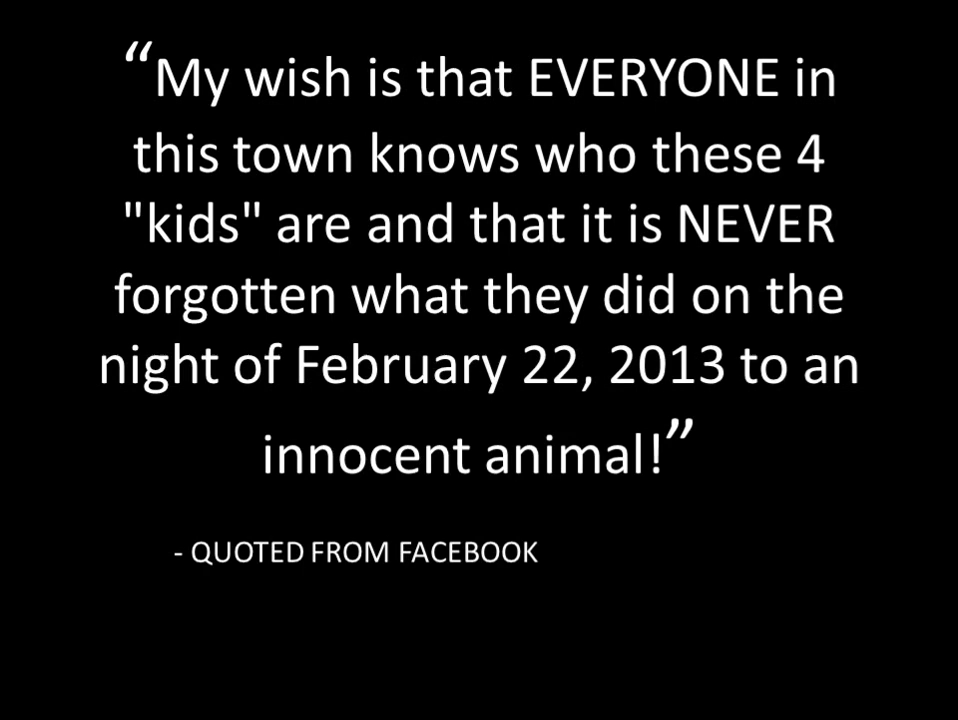 “My wish is that EVERYONE in
this town knows who these 4
"kids" are and that it is NEVER
forgotten what they did on the
night of February 22, 2013 to an
innocent animal!”
- QUOTED FROM FACEBOOK